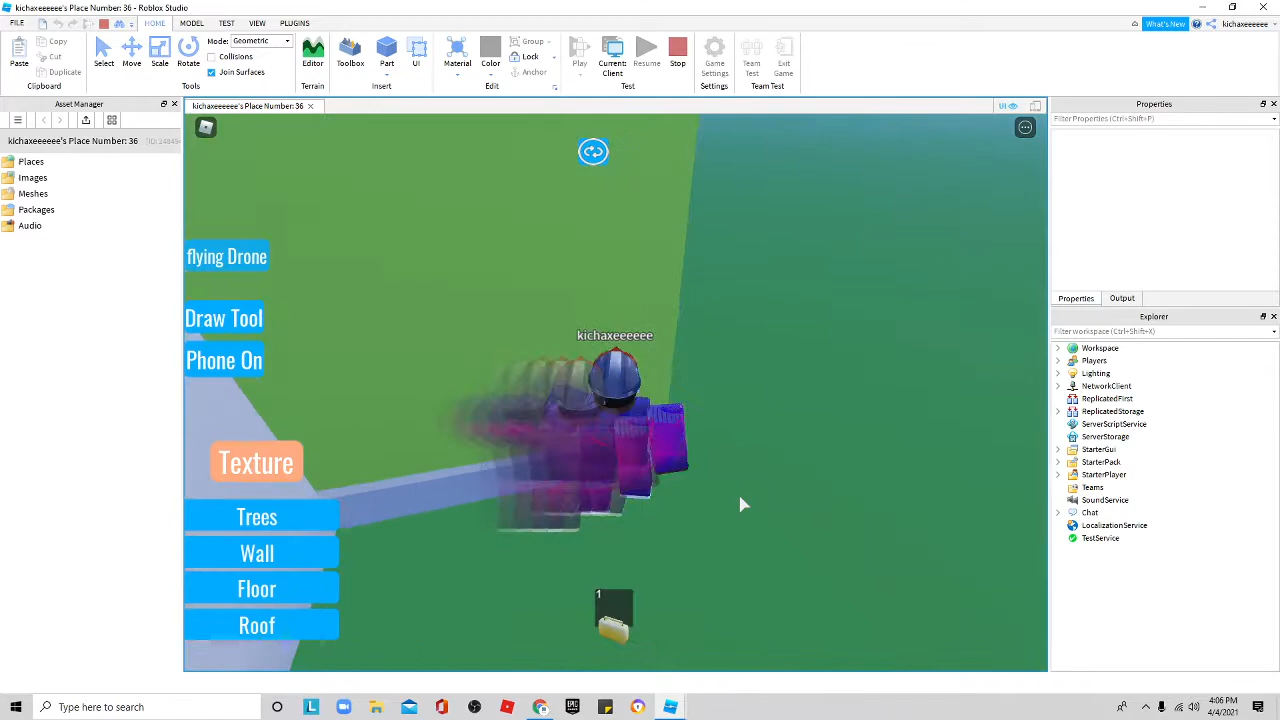 kichaxeeeeee's Place Number: 36 - Roblox Studio
FILE HOME MODEL TEST VIEW PLUGINS What's New kichaxeeeeee
Paste Copy Cut Duplicate Clipboard
Select Move Scale Rotate Mode: Geometric Collisions Join Surfaces Tools
Editor Terrain
Toolbox Part UI Insert
Material Color Group Lock Anchor Edit
Play Current: Client Resume Stop Test
Game Settings Settings
Team Test Exit Game Team Test
Asset Manager
kichaxeeeeee's Place Number: 36
Places
Images
Meshes
Packages
Audio
kichaxeeeeee's Place Number: 36
UI
flying Drone
Draw Tool
Phone On
Texture
Trees
Wall
Floor
Roof
kichaxeeeeee
1
Properties
Filter Properties (Ctrl+Shift+P)
Properties Output
Explorer
Filter workspace (Ctrl+Shift+X)
Workspace
Players
Lighting
NetworkClient
ReplicatedFirst
ReplicatedStorage
ServerScriptService
ServerStorage
StarterGui
StarterPack
StarterPlayer
Teams
SoundService
Chat
LocalizationService
TestService
Type here to search
4:06 PM
4/4/2021